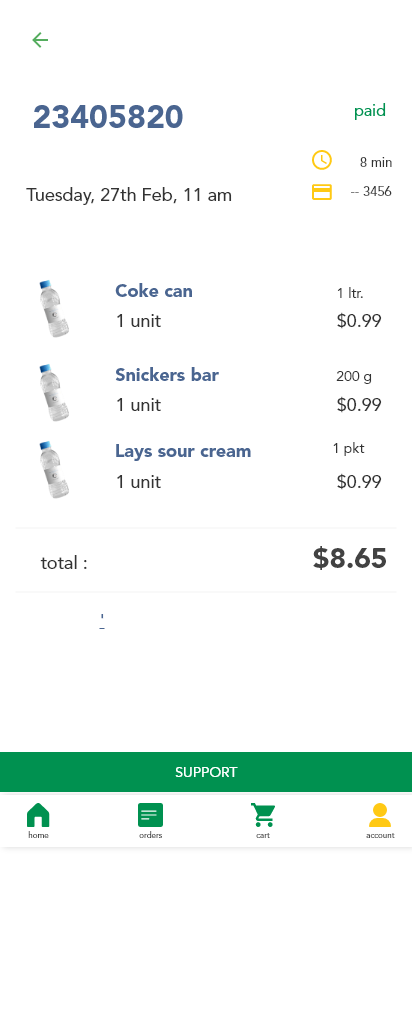 23405820
paid
8 min
Tuesday, 27th Feb, 11 am
-- 3456
Coke can
1 ltr.
1 unit
$0.99
Snickers bar
200 g
1 unit
$0.99
Lays sour cream
1 pkt
1 unit
$0.99
total :
$8.65
SUPPORT
home
orders
cart
account